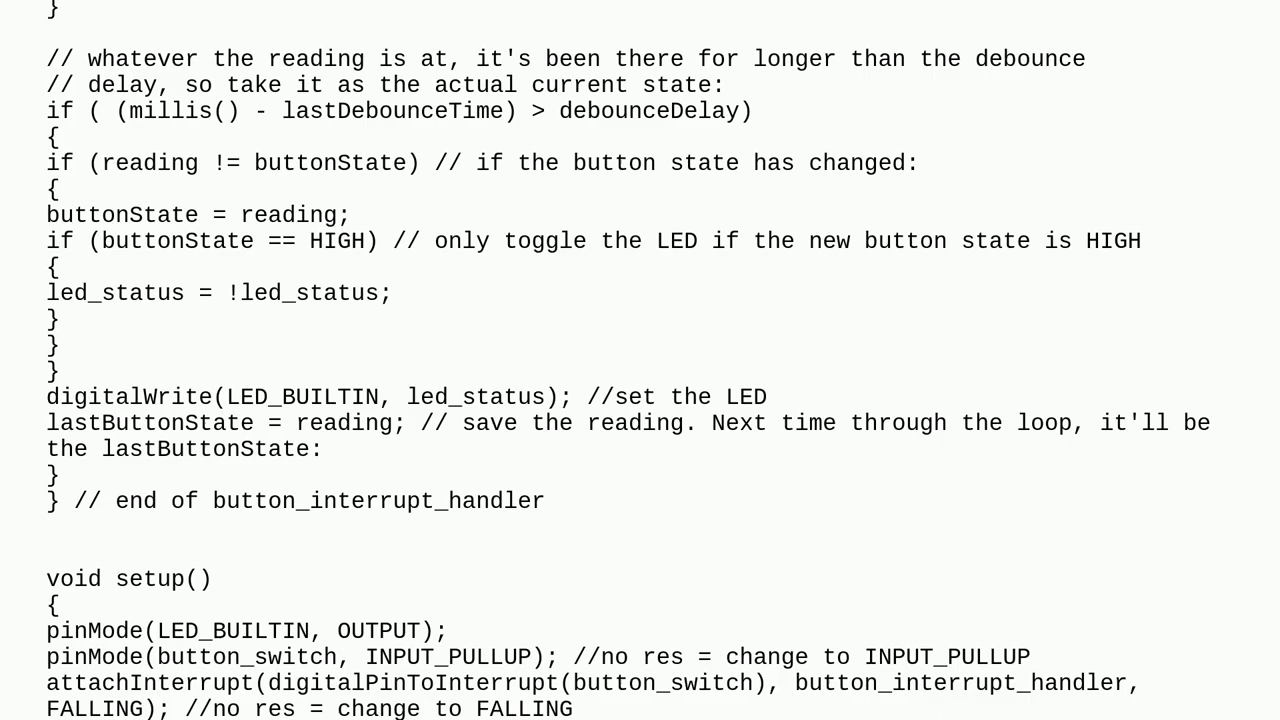 }
// whatever the reading is at, it's been there for longer than the debounce
// delay, so take it as the actual current state:
if ( (millis() - lastDebounceTime) > debounceDelay)
{
if (reading != buttonState) // if the button state has changed:
{
buttonState = reading;
if (buttonState == HIGH) // only toggle the LED if the new button state is HIGH
{
led_status = !led_status;
}
}
}
digitalWrite(LED_BUILTIN, led_status); //set the LED
lastButtonState = reading; // save the reading. Next time through the loop, it'll be
the lastButtonState:
}
} // end of button_interrupt_handler
void setup()
{
pinMode(LED_BUILTIN, OUTPUT);
pinMode(button_switch, INPUT_PULLUP); //no res = change to INPUT_PULLUP
attachInterrupt(digitalPinToInterrupt(button_switch), button_interrupt_handler,
FALLING); //no res = change to FALLING